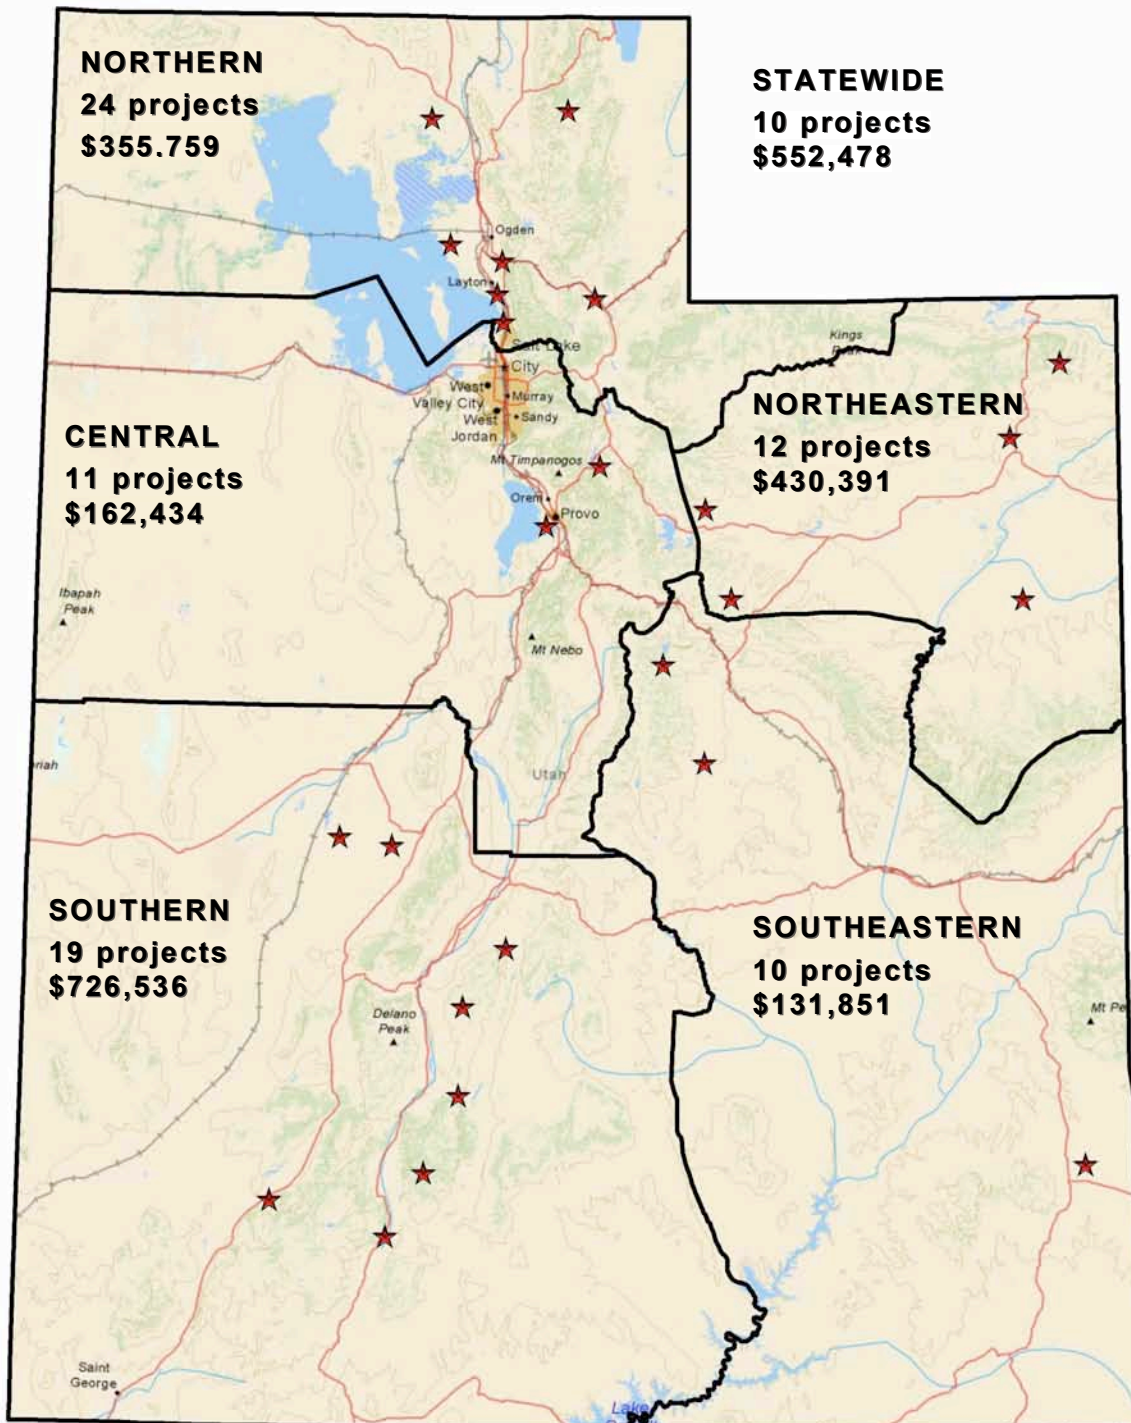 NORTHERN
24 projects
$355.759
STATEWIDE
10 projects
$552,478
Ogden
Layton
Salt Lake
City
West
Valley City
Murray
West
Jordan
Sandy
Kings
Mt Timpanogos
Orem
Provo
NORTHEASTERN
12 projects
$430,391
CENTRAL
11 projects
$162,434
Ibapah
Peak
Mt Nebo
Utah
riah
SOUTHERN
19 projects
$726,536
SOUTHEASTERN
10 projects
$131,851
Delano
Peak
Mt Pe
Saint
George
Lake